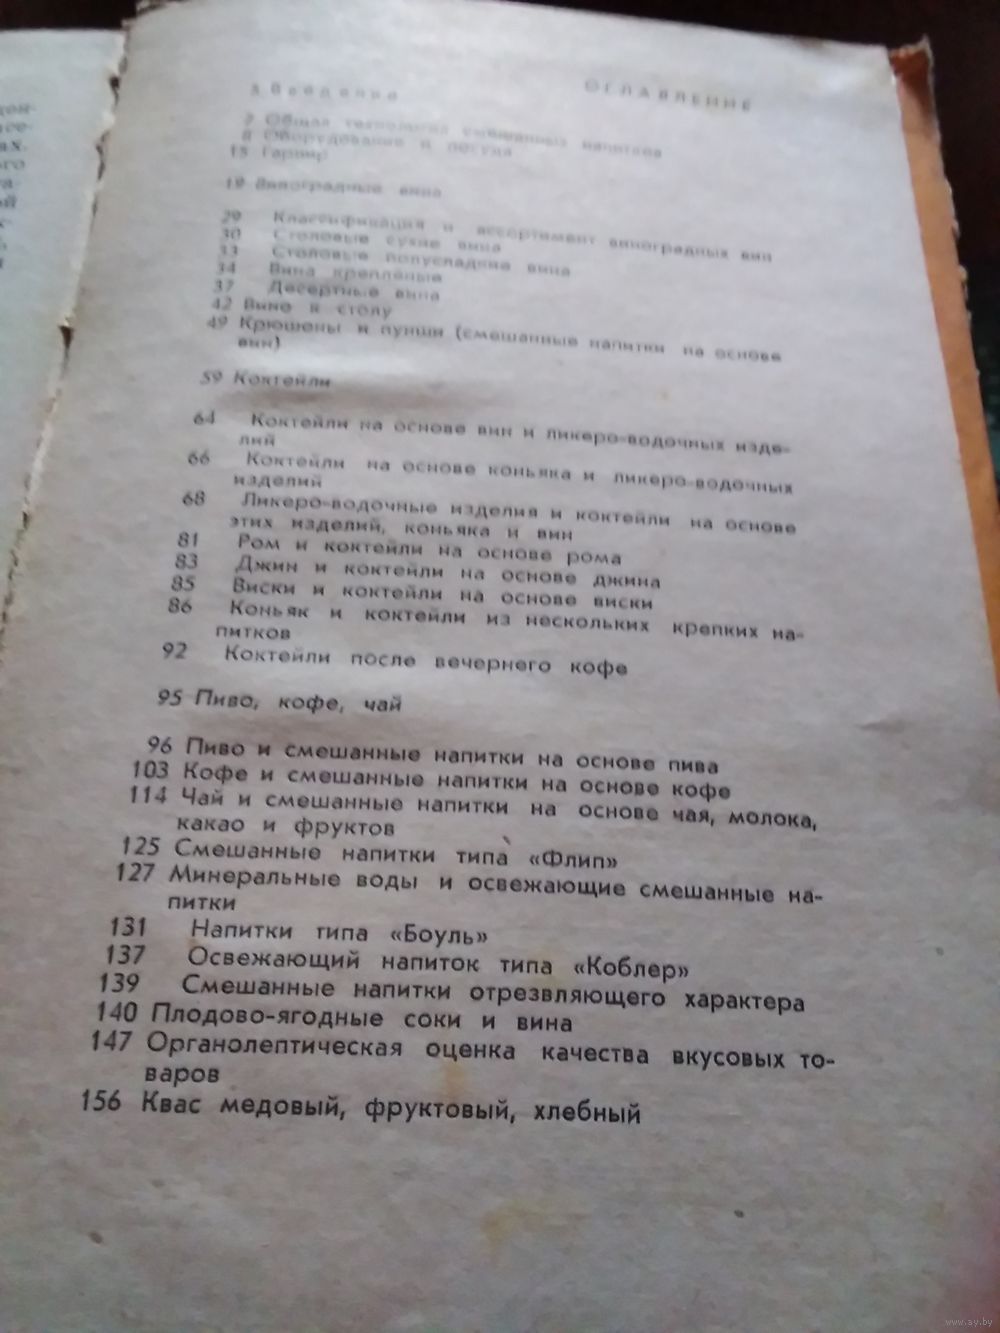 ОГЛАВЛЕНИЕ
3 Введение
7 Общая технология смешанных напитков
8 Оборудование и посуда
15 Гарнир
19 Виноградные вина
29 Классификация и ассортимент виноградных вин
30 Столовые сухие вина
33 Столовые полусладкие вина
34 Вина крепленые
37 Десертные вина
42 Вино к столу
49 Крюшоны и пунши (смешанные напитки на основе
вин)
59 Коктейли
64 Коктейли на основе вин и ликеро-водочных изде-
лий
66 Коктейли на основе коньяка и ликеро-водочных
изделий
68 Ликеро-водочные изделия и коктейли на основе
этих изделий, коньяка и вин
81 Ром и коктейли на основе рома
83 Джин и коктейли на основе джина
85 Виски и коктейли на основе виски
86 Коньяк и коктейли из нескольких крепких на-
питков
92 Коктейли после вечернего кофе
95 Пиво, кофе, чай
96 Пиво и смешанные напитки на основе пива
103 Кофе и смешанные напитки на основе кофе
114 Чай и смешанные напитки на основе чая, молока,
какао и фруктов
125 Смешанные напитки типа «Флип»
127 Минеральные воды и освежающие смешанные на-
питки
131 Напитки типа «Боуль»
137 Освежающий напиток типа «Коблер»
139 Смешанные напитки отрезвляющего характера
140 Плодово-ягодные соки и вина
147 Органолептическая оценка качества вкусовых то-
варов
156 Квас медовый, фруктовый, хлебный
www.ay.by